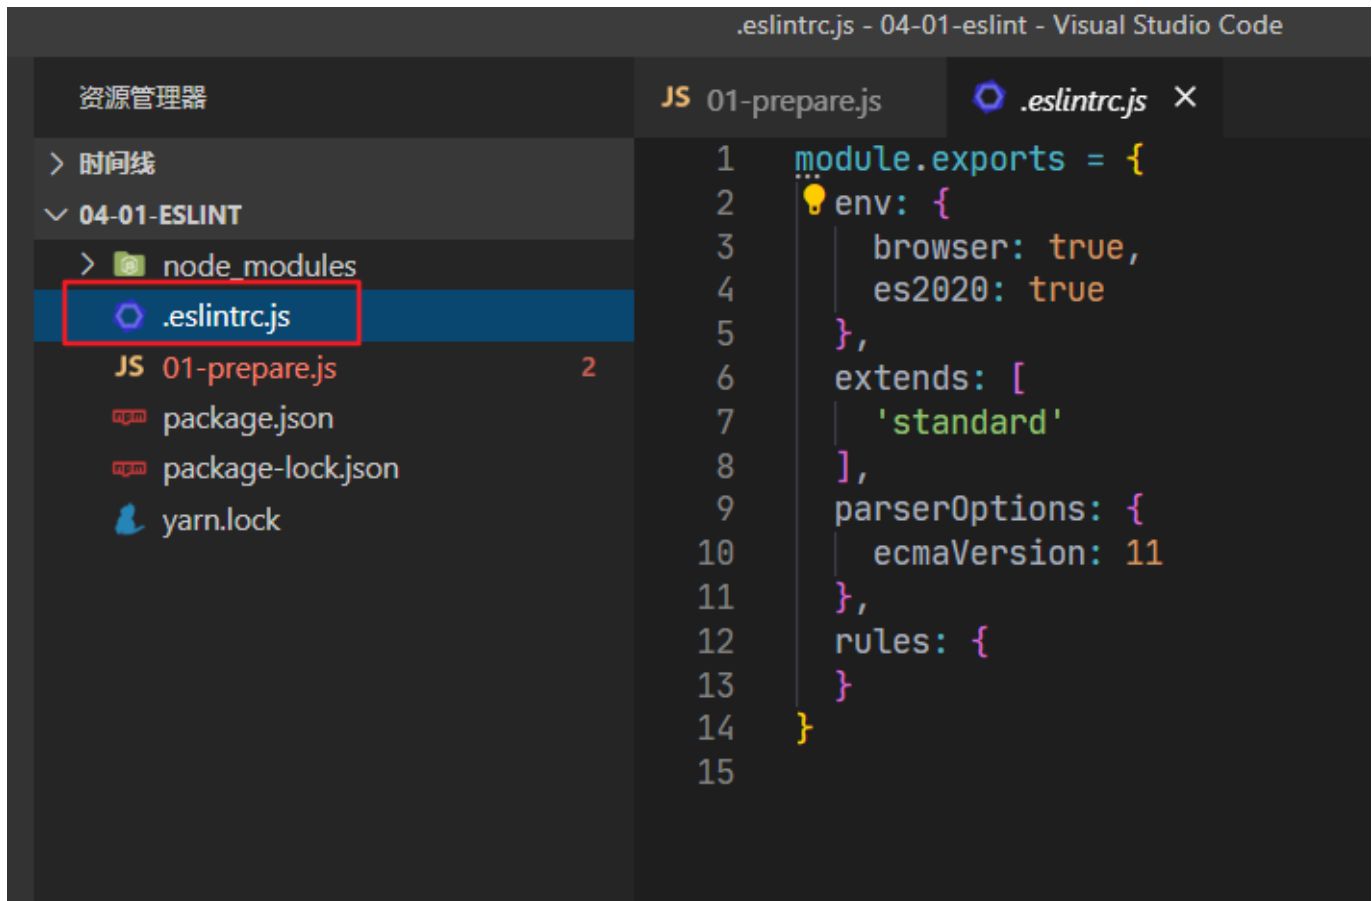 .eslintrc.js - 04-01-eslint - Visual Studio Code
资源管理器
JS 01-prepare.js
.eslintrc.js ×
时间线
04-01-ESLINT
node_modules
.eslintrc.js
JS 01-prepare.js 2
npm package.json
npm package-lock.json
yarn.lock
1 module.exports = {
2 env: {
3 browser: true,
4 es2020: true
5 },
6 extends: [
7 'standard'
8 ],
9 parserOptions: {
10 ecmaVersion: 11
11 },
12 rules: {
13 }
14 }
15